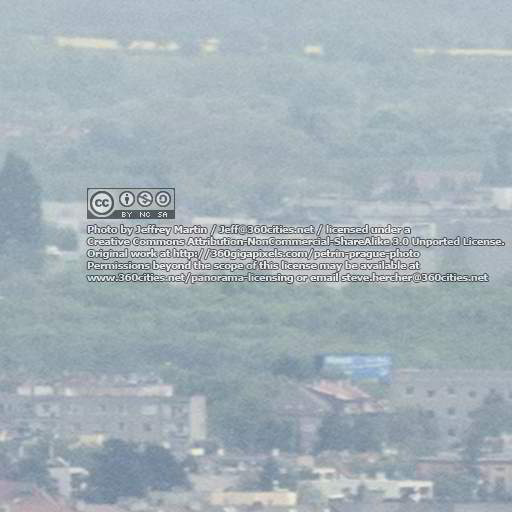 cc BY NC SA
Photo by Jeffrey Martin / Jeff@360cities.net / licensed under a
Creative Commons Attribution-NonCommercial-ShareAlike 3.0 Unported License.
Original work at http://360gigapixels.com/petrin-prague-photo
Permissions beyond the scope of this license may be available at
www.360cities.net/panorama-licensing or email steve.hercher@360cities.net